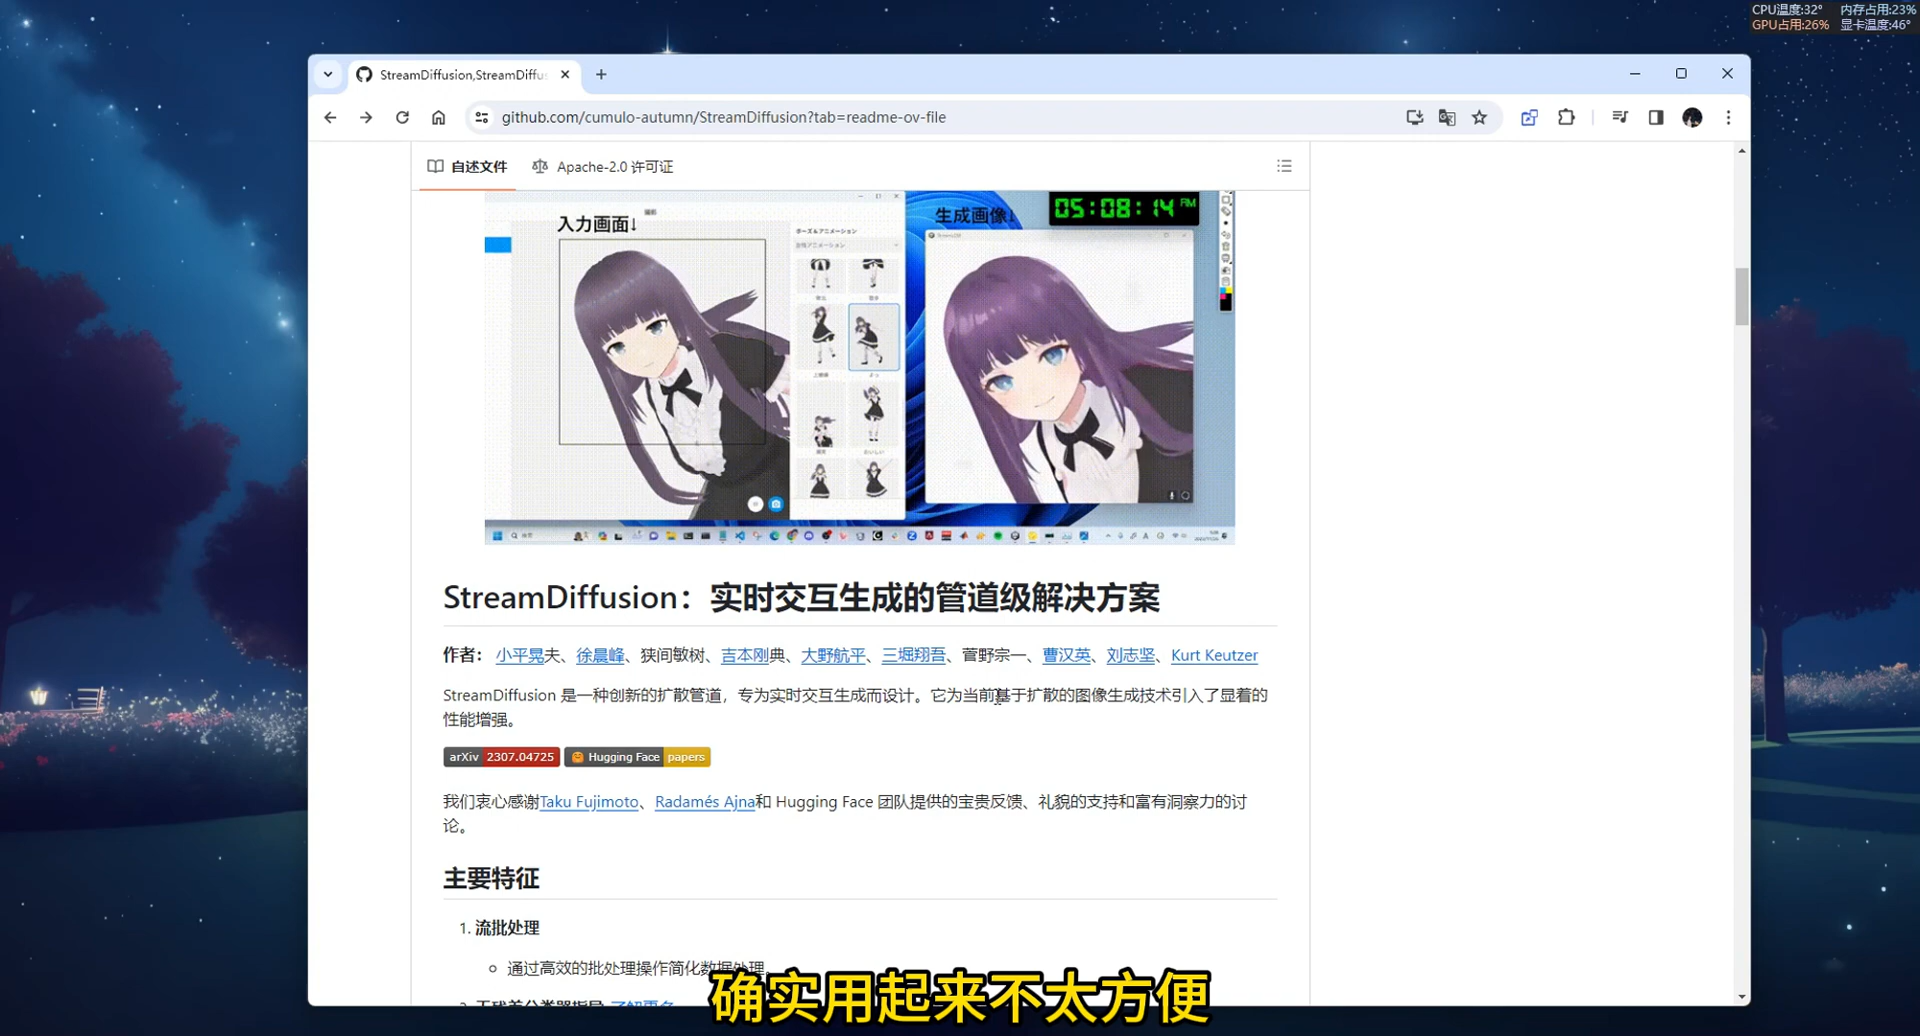 CPU温度:32° 内存占用:23%
GPU占用:26% 显卡温度:46°
StreamDiffusion,StreamDiffu
github.com/cumulo-autumn/StreamDiffusion?tab=readme-ov-file
自述文件 Apache-2.0 许可证
入力画面↓
ポーズ&アニメーション
生成画像↓
05:08:14 PM
StreamDiffusion：实时交互生成的管道级解决方案
作者： 小平晃夫、徐晨峰、狭间敏树、吉本刚典、大野航平、三堀翔吾、菅野宗一、曹汉英、刘志坚、Kurt Keutzer
StreamDiffusion 是一种创新的扩散管道，专为实时交互生成而设计。它为当前基于扩散的图像生成技术引入了显着的
性能增强。
arXiv 2307.04725 Hugging Face papers
我们衷心感谢Taku Fujimoto、Radamés Ajna和 Hugging Face 团队提供的宝贵反馈、礼貌的支持和富有洞察力的讨
论。
主要特征
1. 流批处理
通过高效的批处理操作简化数据处理。
确实用起来不太方便